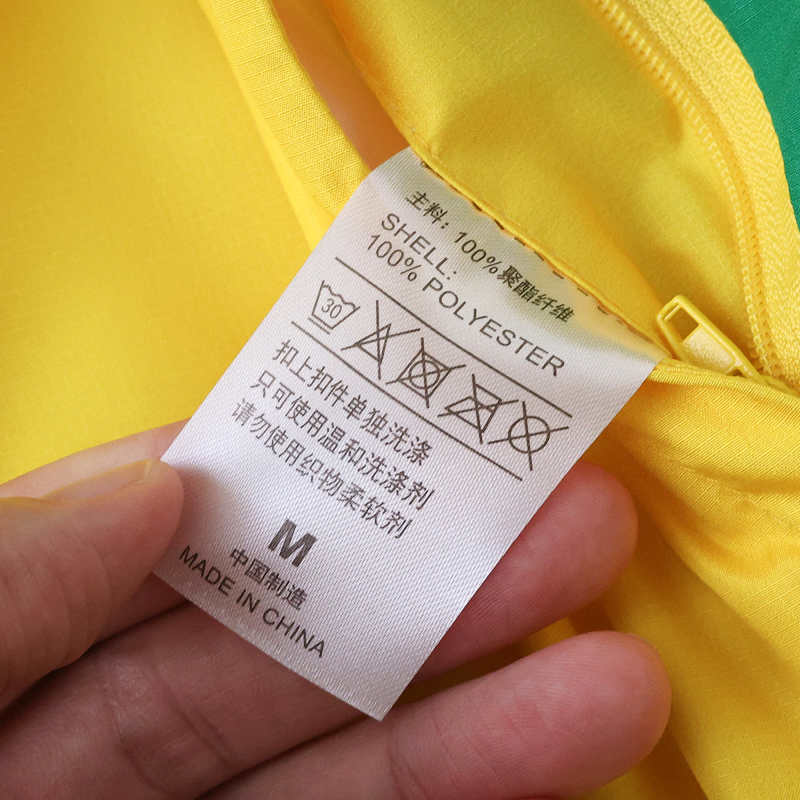 主料：100%聚酯纤维
SHELL:
100% POLYESTER
30
扣上扣件单独洗涤
只可使用温和洗涤剂
请勿使用织物柔软剂
M
中国制造
MADE IN CHINA